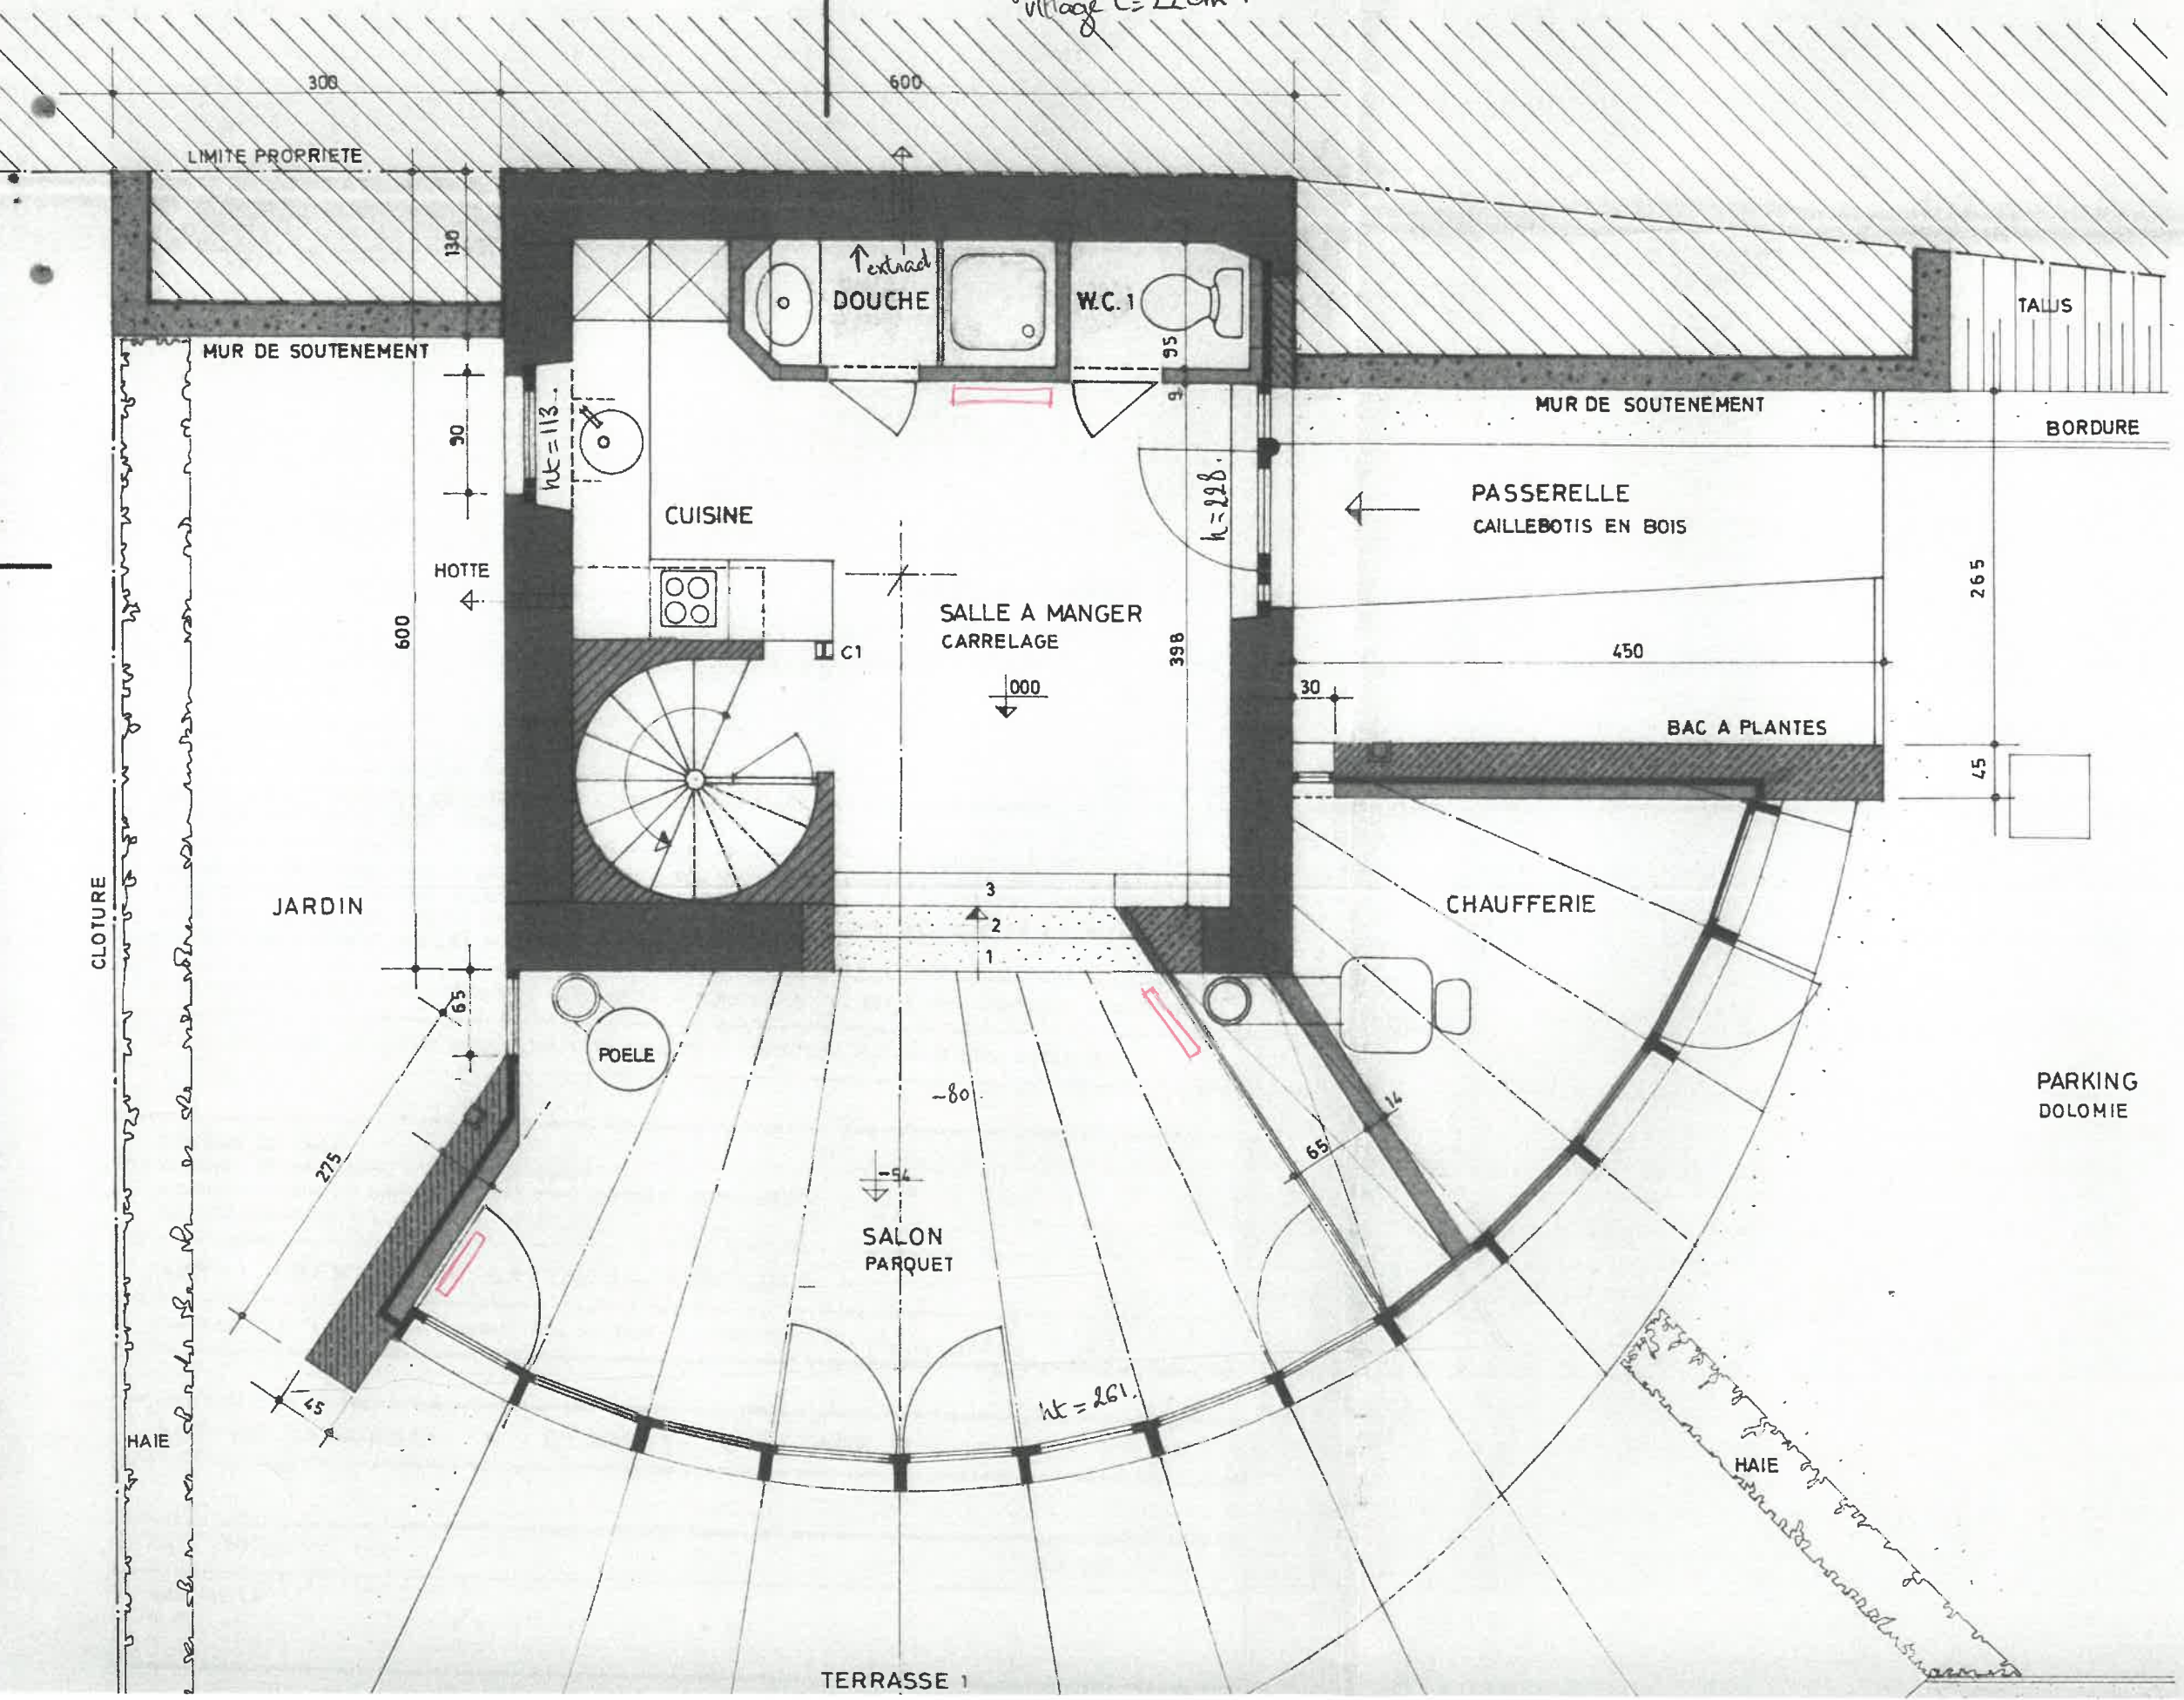 village
300
600
LIMITE PROPRIETE
130
↑extract
DOUCHE
W.C. 1
TALUS
MUR DE SOUTENEMENT
95
9
MUR DE SOUTENEMENT
BORDURE
90
ht=113.
h=228.
CUISINE
PASSERELLE
CAILLEBOTIS EN BOIS
HOTTE
265
SALLE A MANGER
CARRELAGE
600
C1
398
450
000
30
BAC A PLANTES
45
CLOTURE
JARDIN
3
2
1
CHAUFFERIE
65
POELE
-80
14
PARKING
DOLOMIE
275
65
-54
SALON
PARQUET
45
ht=261.
HAIE
HAIE
TERRASSE 1